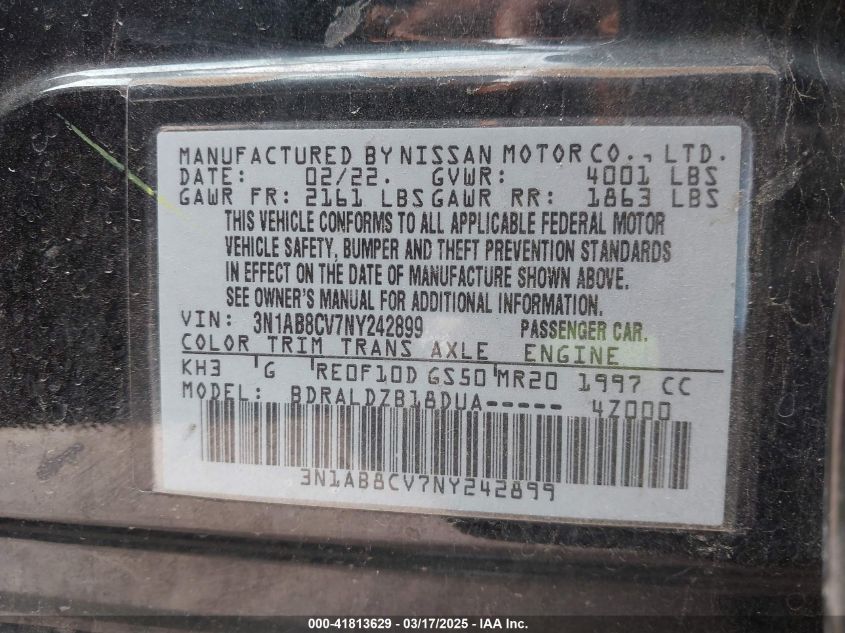 MANUFACTURED BY NISSAN MOTOR CO., LTD.
DATE: 02/22. GVWR: 4001 LBS
GAWR FR: 2161 LBS GAWR RR: 1863 LBS
THIS VEHICLE CONFORMS TO ALL APPLICABLE FEDERAL MOTOR
VEHICLE SAFETY, BUMPER AND THEFT PREVENTION STANDARDS
IN EFFECT ON THE DATE OF MANUFACTURE SHOWN ABOVE.
SEE OWNER'S MANUAL FOR ADDITIONAL INFORMATION.
VIN: 3N1AB8CV7NY242899 PASSENGER CAR.
COLOR TRIM TRANS AXLE ENGINE
KH3 G RE0F10D GS50 MR20 1997 CC
MODEL: BDRALDZB18DUA----- 4Z000
3N1AB8CV7NY242899
000-41813629 - 03/17/2025 - IAAI, Inc.